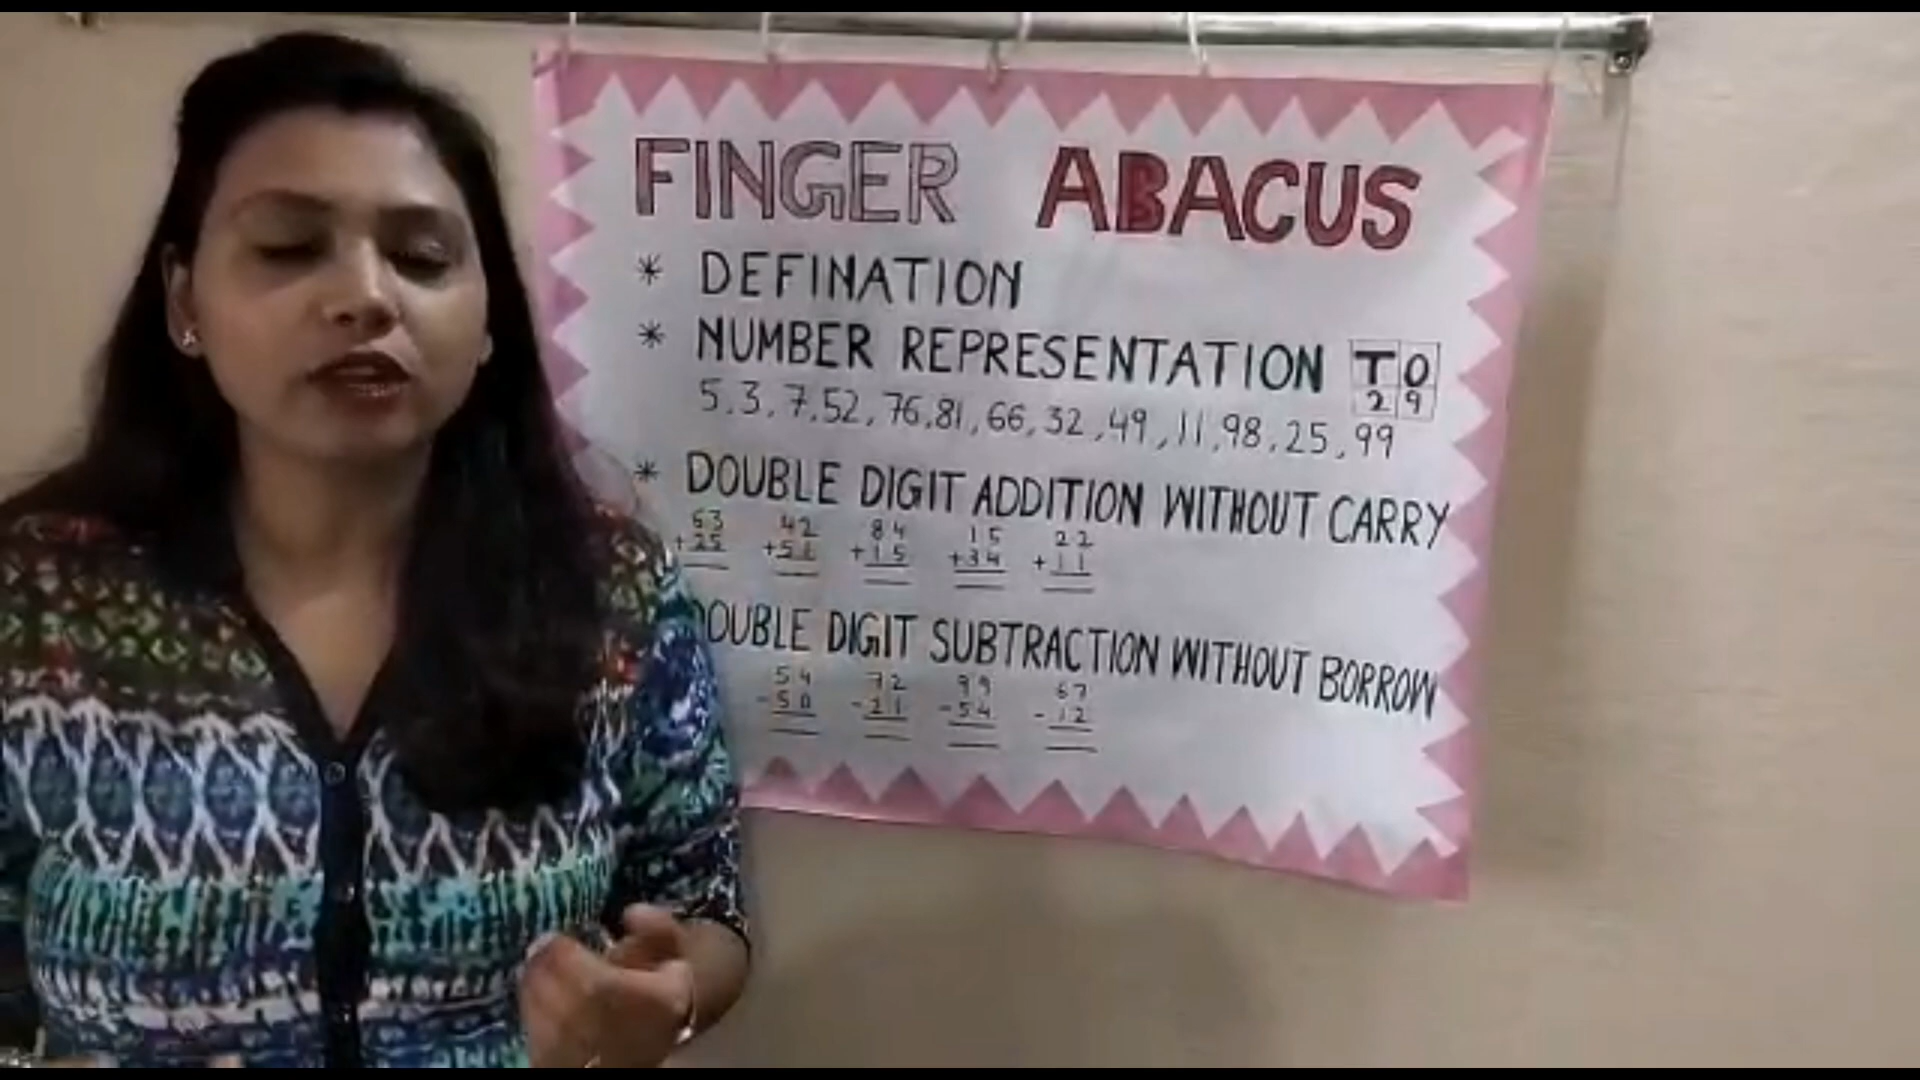 FINGER ABACUS
* DEFINATION
* NUMBER REPRESENTATION T O
2 9
5, 3, 7, 52, 76, 81, 66, 32, 49, 11, 98, 25, 99
* DOUBLE DIGIT ADDITION WITHOUT CARRY
63 42 84 15 22
+25 +51 +15 +34 +11
DOUBLE DIGIT SUBTRACTION WITHOUT BORROW
54 72 99 67
-50 -21 -54 -12